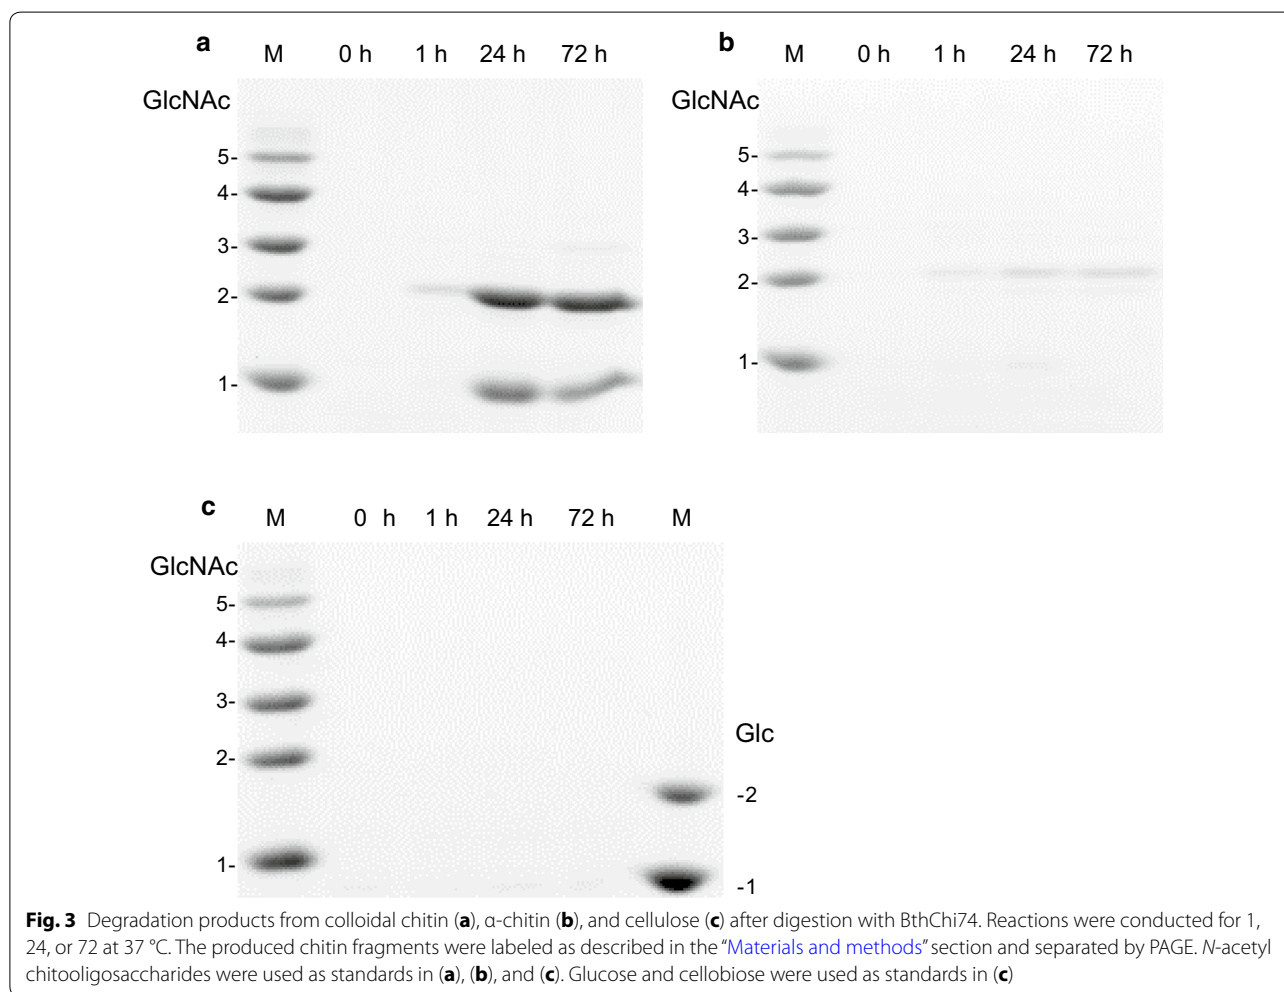 a
M 0 h 1 h 24 h 72 h
GlcNAc
5-
4-
3-
2-
1-
b
M 0 h 1 h 24 h 72 h
GlcNAc
5-
4-
3-
2-
1-
c
M 0 h 1 h 24 h 72 h M
GlcNAc
5-
4-
3-
2-
1-
Glc
-2
-1
Fig. 3 Degradation products from colloidal chitin (a), α-chitin (b), and cellulose (c) after digestion with BthChi74. Reactions were conducted for 1,
24, or 72 at 37 °C. The produced chitin fragments were labeled as described in the “Materials and methods” section and separated by PAGE. N-acetyl
chitooligosaccharides were used as standards in (a), (b), and (c). Glucose and cellobiose were used as standards in (c)